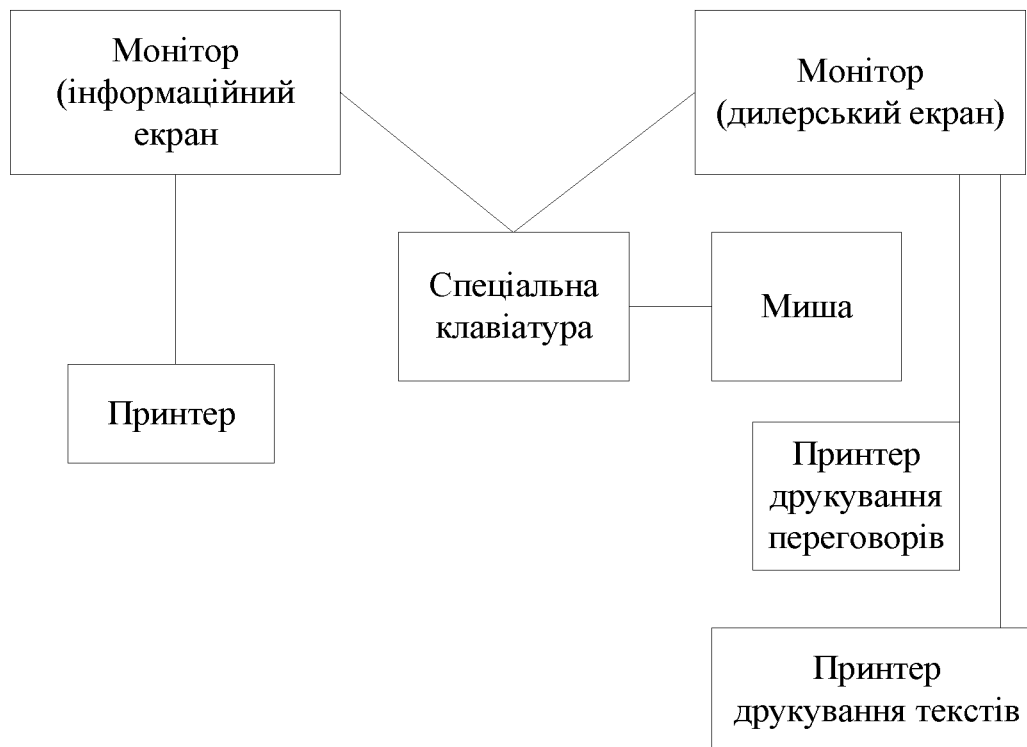 Монітор
(інформаційний
екран
Монітор
(дилерський екран)
Спеціальна
клавіатура
Миша
Принтер
Принтер
друкування
переговорів
Принтер
друкування текстів